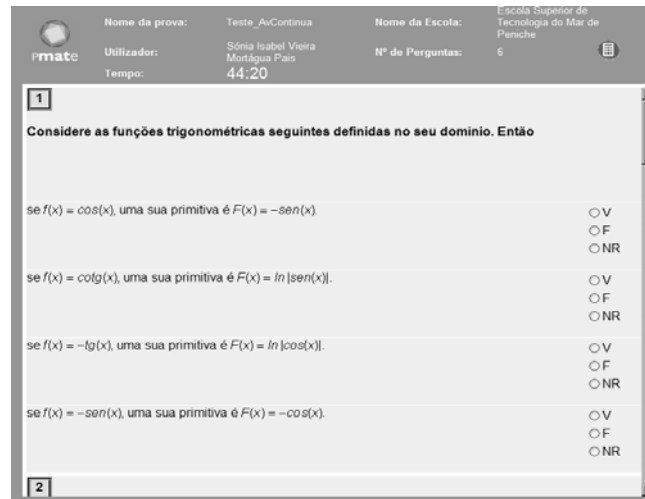 Pmate
Nome da prova: Teste_AvContinua Nome da Escola: Escola Superior de Tecnologia do Mar de Peniche
Utilizador: Sónia Isabel Vieira Mortágua Pais Nº de Perguntas: 6
Tempo: 44:20
1
Considere as funções trigonométricas seguintes definidas no seu dominio. Então
se f(x) = cos(x), uma sua primitiva é F(x) = -sen(x).
V
F
NR
se f(x) = cotg(x), uma sua primitiva é F(x) = ln |sen(x)|.
V
F
NR
se f(x) = -tg(x), uma sua primitiva é F(x) = ln |cos(x)|.
V
F
NR
se f(x) = -sen(x), uma sua primitiva é F(x) = -cos(x).
V
F
NR
2